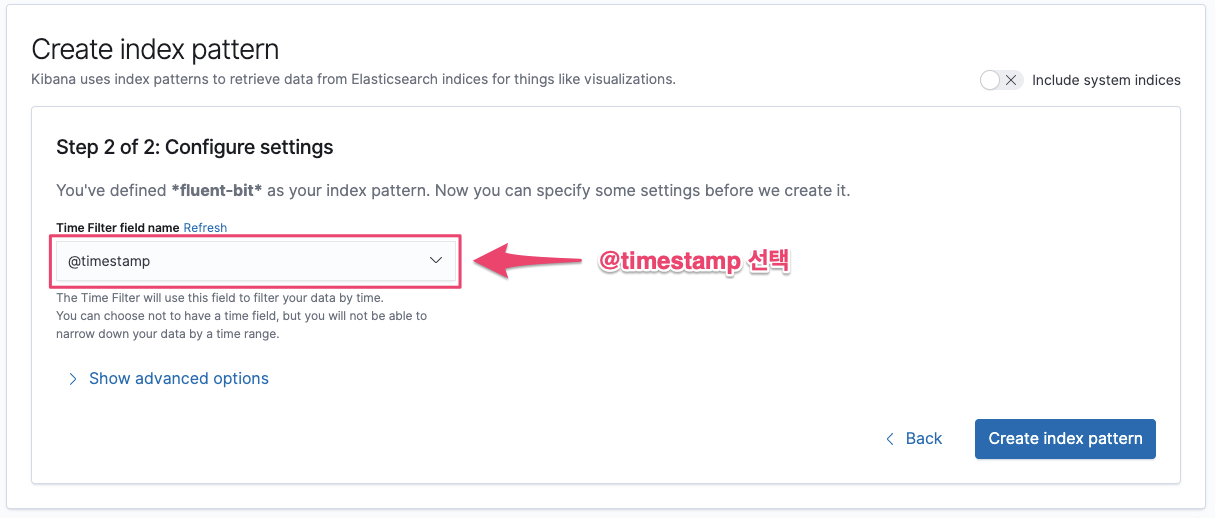 Create index pattern
Kibana uses index patterns to retrieve data from Elasticsearch indices for things like visualizations.
Include system indices
Step 2 of 2: Configure settings
You've defined *fluent-bit* as your index pattern. Now you can specify some settings before we create it.
Time Filter field name Refresh
@timestamp
@timestamp 선택
The Time Filter will use this field to filter your data by time.
You can choose not to have a time field, but you will not be able to
narrow down your data by a time range.
Show advanced options
Back
Create index pattern